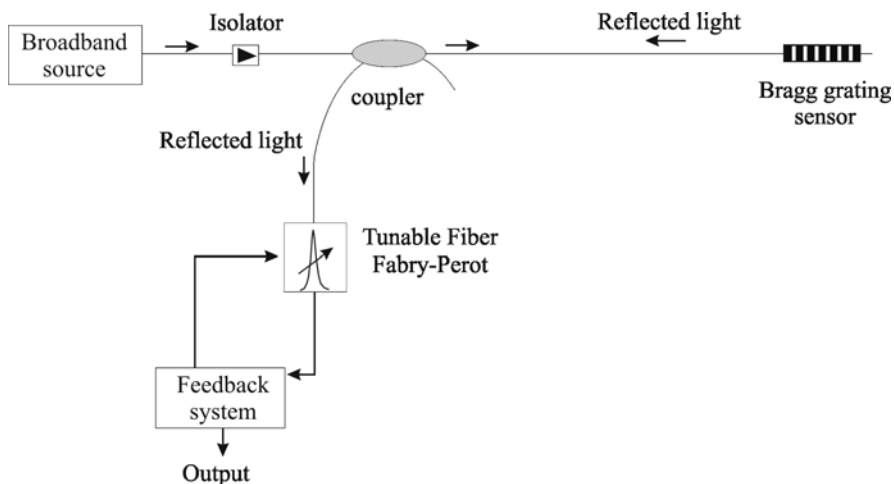 Isolator
Reflected light
Broadband
source
coupler
Bragg grating
sensor
Reflected light
Tunable Fiber
Fabry-Perot
Feedback
system
Output